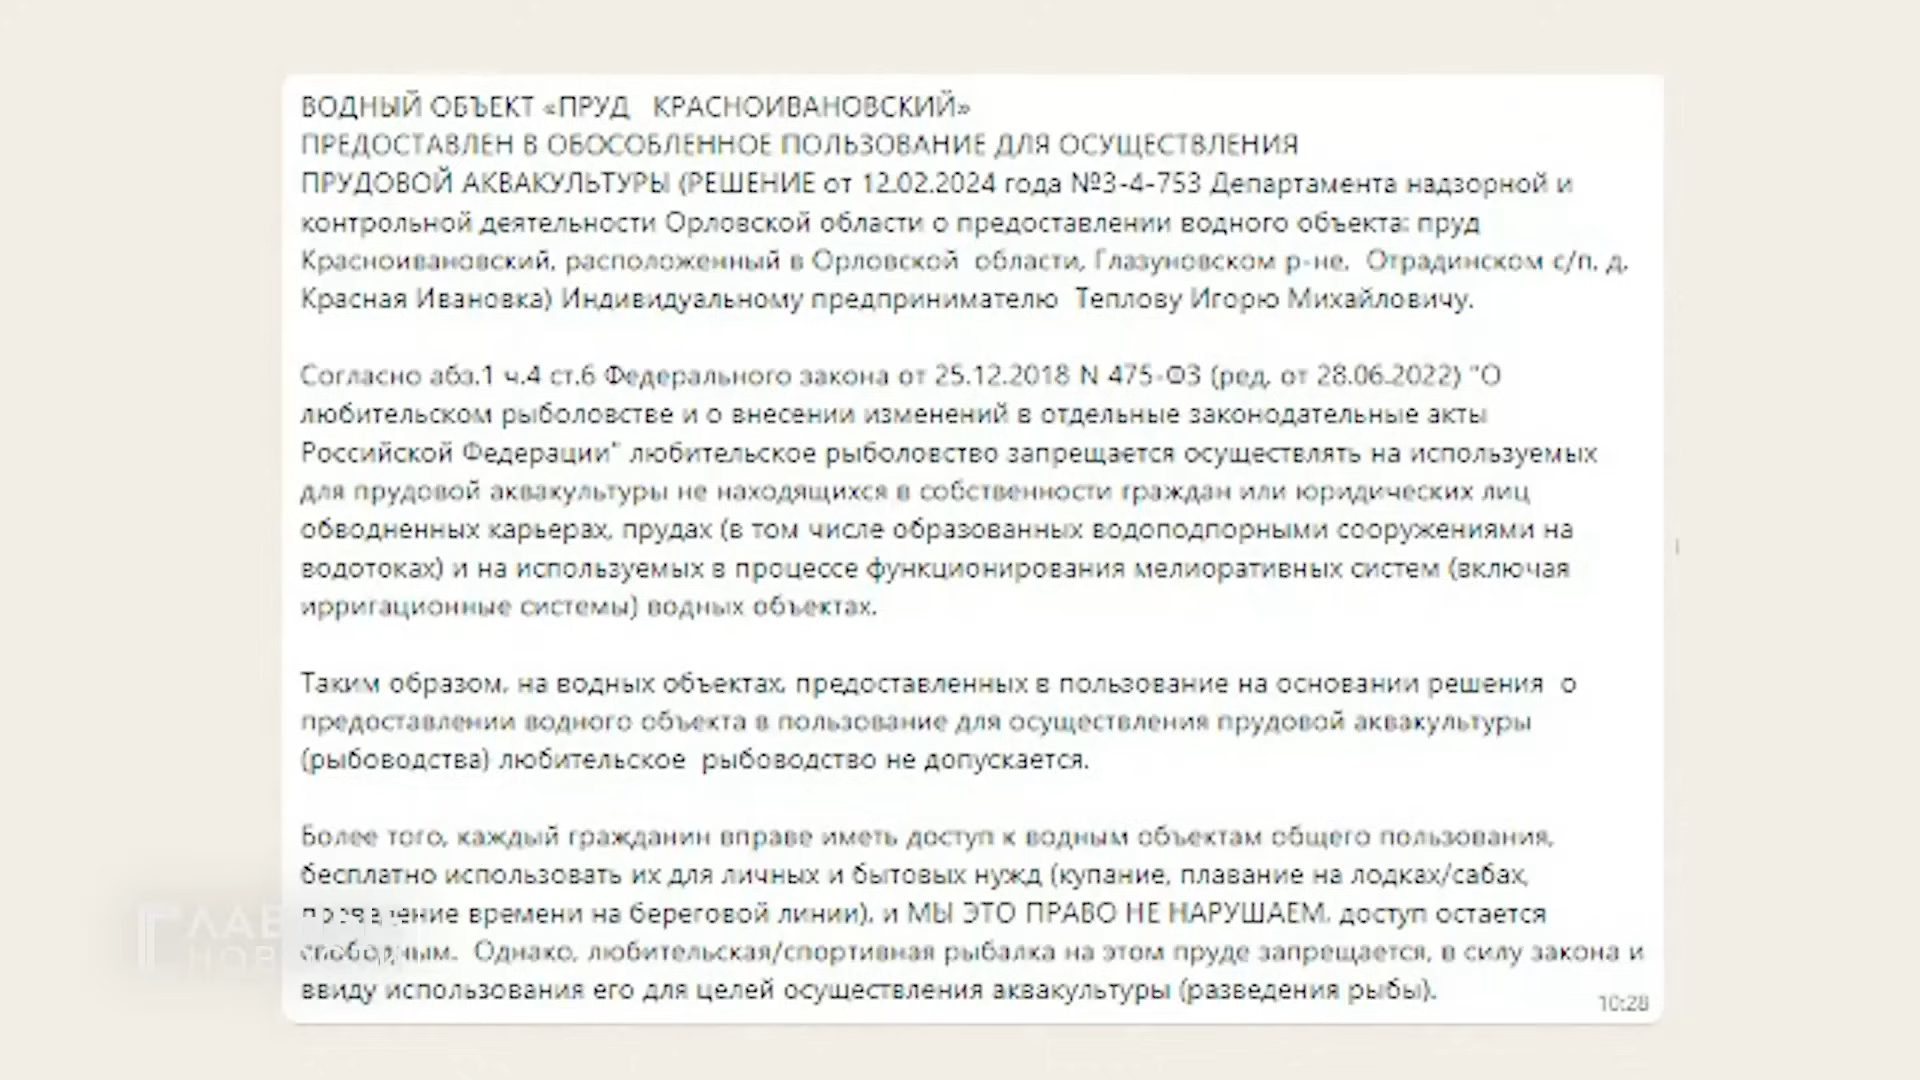 ВОДНЫЙ ОБЪЕКТ «ПРУД КРАСНОИВАНОВСКИЙ»
ПРЕДОСТАВЛЕН В ОБОСОБЛЕННОЕ ПОЛЬЗОВАНИЕ ДЛЯ ОСУЩЕСТВЛЕНИЯ
ПРУДОВОЙ АКВАКУЛЬТУРЫ (РЕШЕНИЕ от 12.02.2024 года №3-4-753 Департамента надзорной и
контрольной деятельности Орловской области о предоставлении водного объекта: пруд
Красноивановский, расположенный в Орловской области, Глазуновском р-не, Отрадинском с/п, д.
Красная Ивановка) Индивидуальному предпринимателю Теплову Игорю Михайловичу.
Согласно абз.1 ч.4 ст.6 Федерального закона от 25.12.2018 N 475-ФЗ (ред. от 28.06.2022) "О
любительском рыболовстве и о внесении изменений в отдельные законодательные акты
Российской Федерации" любительское рыболовство запрещается осуществлять на используемых
для прудовой аквакультуры не находящихся в собственности граждан или юридических лиц
обводненных карьерах, прудах (в том числе образованных водоподпорными сооружениями на
водотоках) и на используемых в процессе функционирования мелиоративных систем (включая
ирригационные системы) водных объектах.
Таким образом, на водных объектах, предоставленных в пользование на основании решения о
предоставлении водного объекта в пользование для осуществления прудовой аквакультуры
(рыбоводства) любительское рыбоводство не допускается.
Более того, каждый гражданин вправе иметь доступ к водным объектам общего пользования,
бесплатно использовать их для личных и бытовых нужд (купание, плавание на лодках/сабах,
проведение времени на береговой линии), и МЫ ЭТО ПРАВО НЕ НАРУШАЕМ, доступ остается
свободным. Однако, любительская/спортивная рыбалка на этом пруде запрещается, в силу закона и
ввиду использования его для целей осуществления аквакультуры (разведения рыбы).
10:28